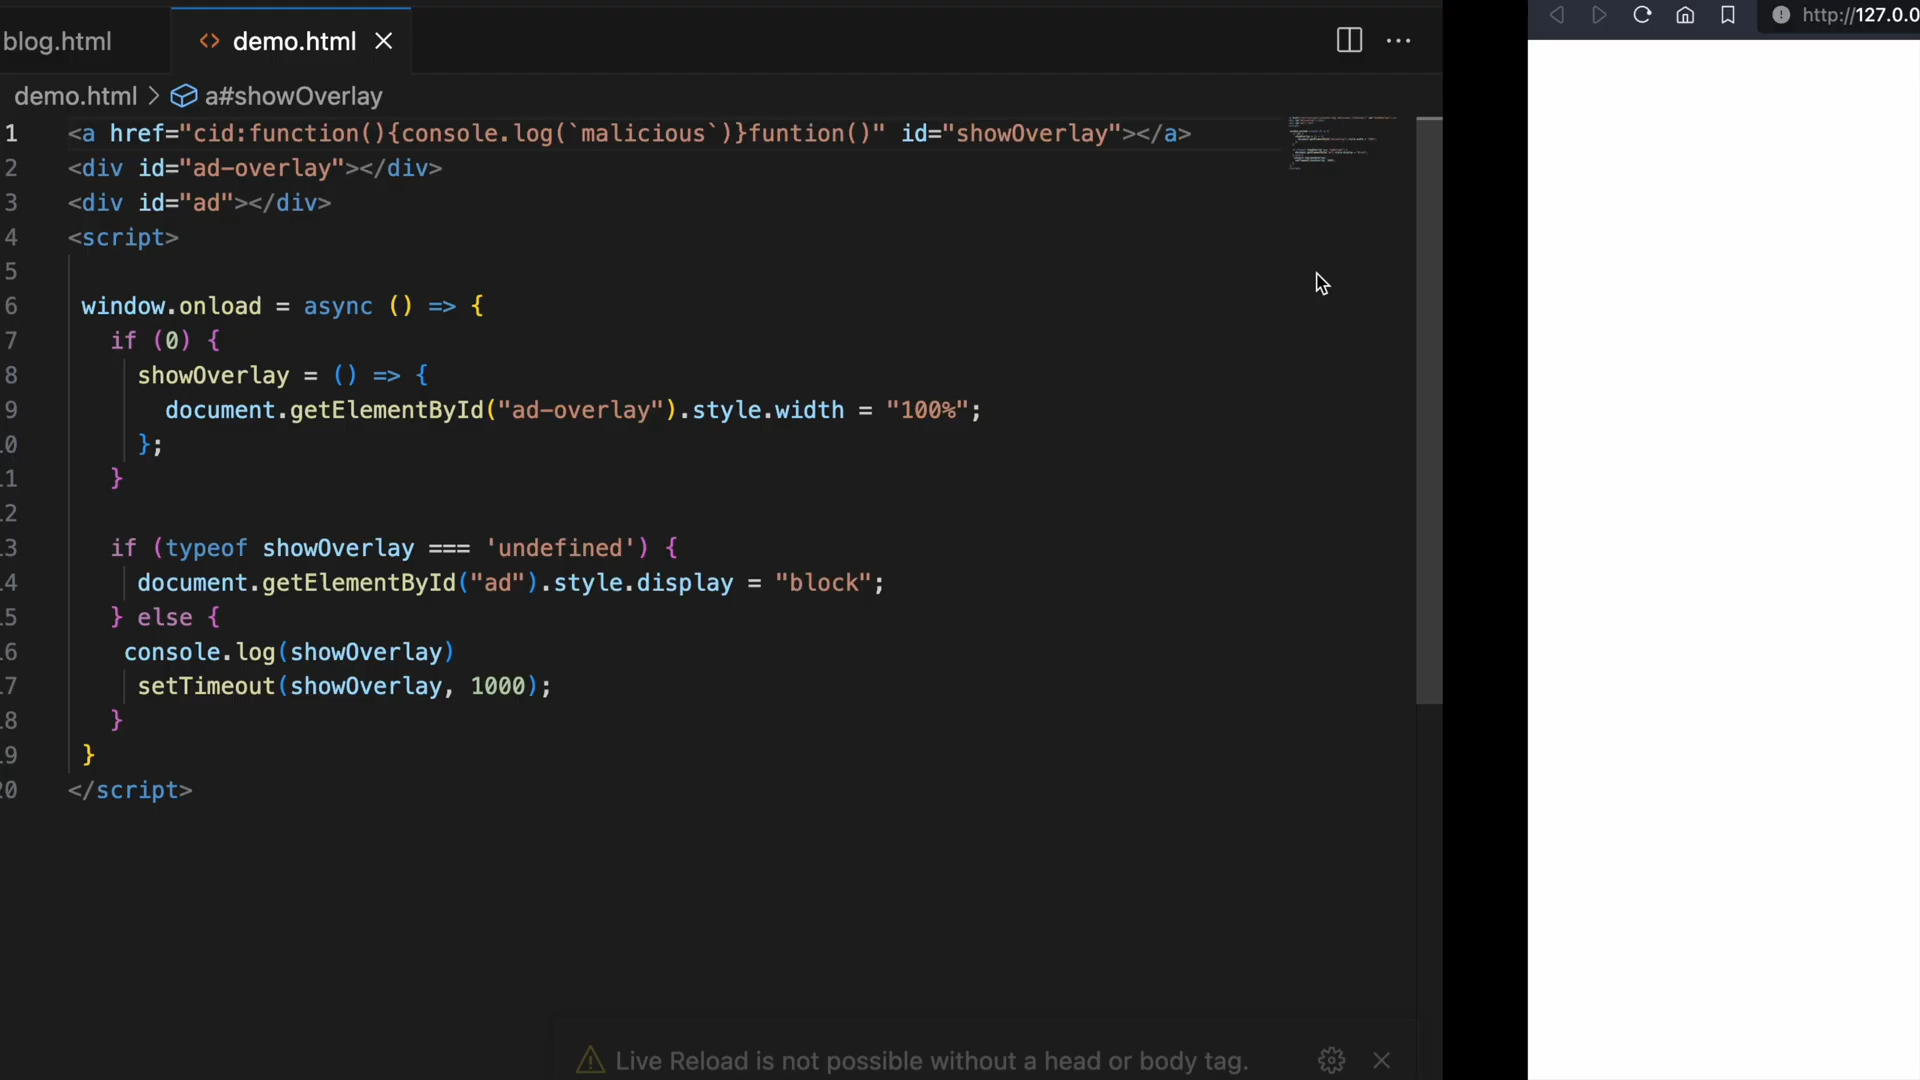 blog.html
<> demo.html
demo.html > a#showOverlay
http://127.0.0
1 <a href="cid:function(){console.log(`malicious`)}funtion()" id="showOverlay"></a>
2 <div id="ad-overlay"></div>
3 <div id="ad"></div>
4 <script>
5
6 window.onload = async () => {
7 if (0) {
8 showOverlay = () => {
9 document.getElementById("ad-overlay").style.width = "100%";
0 };
1 }
2
3 if (typeof showOverlay === 'undefined') {
4 document.getElementById("ad").style.display = "block";
5 } else {
6 console.log(showOverlay)
7 setTimeout(showOverlay, 1000);
8 }
9 }
20 </script>
Live Reload is not possible without a head or body tag.